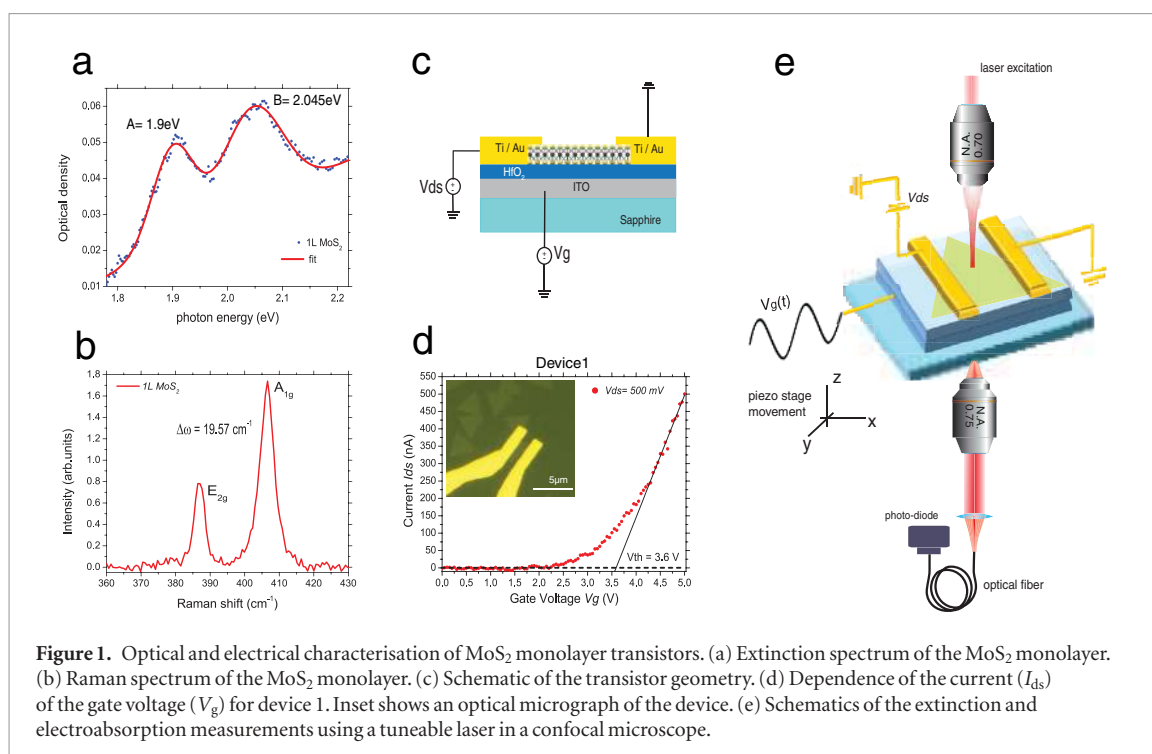 a
Optical density
0,06
0,05
0,04
0,03
0,02
0,01
A= 1.9eV
B= 2.045eV
1L MoS₂
fit
1.8 1.9 2.0 2.1 2.2
photon energy (eV)
b
Intensity (arb.units)
1.8
1.6
1.4
1.2
1.0
0.8
0.6
0.4
0.2
0.0
1L MoS₂
A₁g
Δω = 19.57 cm⁻¹
E₂g
360 370 380 390 400 410 420 430
Raman shift (cm⁻¹)
c
Ti / Au
Ti / Au
HfO₂
ITO
Sapphire
Vds
Vg
d
Device1
Current Ids (nA)
550
500
450
400
350
300
250
200
150
100
50
0
Vds= 500 mV
5μm
Vth = 3.6 V
0,0 0,5 1,0 1,5 2,0 2,5 3,0 3,5 4,0 4,5 5,0
Gate Voltage Vg (V)
e
laser excitation
N.A.
0.70
Vds
Vg(t)
piezo stage
movement
z
x
y
N.A.
0.75
photo-diode
optical fiber
Figure 1. Optical and electrical characterisation of MoS₂ monolayer transistors. (a) Extinction spectrum of the MoS₂ monolayer.
(b) Raman spectrum of the MoS₂ monolayer. (c) Schematic of the transistor geometry. (d) Dependence of the current (Ids)
of the gate voltage (Vg) for device 1. Inset shows an optical micrograph of the device. (e) Schematics of the extinction and
electroabsorption measurements using a tuneable laser in a confocal microscope.